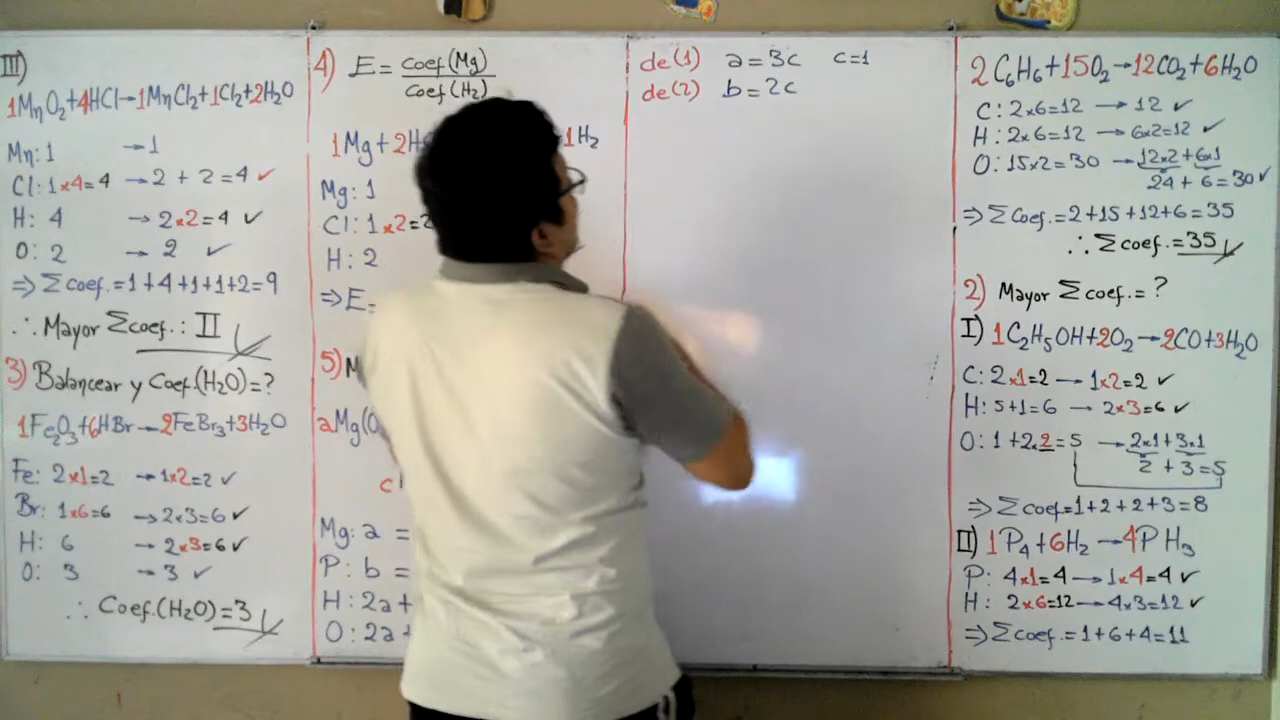 III)
1MnO₂+4HCl→1MnCl₂+1Cl₂+2H₂O
Mn: 1 →1
Cl: 1x4=4 →2 + 2 = 4 ✓
H: 4 → 2x2=4 ✓
O: 2 → 2 ✓
⇒ Σcoef.=1+4+1+1+2=9
∴ Mayor Σcoef.: II
3) Balancear y Coef.(H₂O)=?
1Fe₂O₃+6HBr→2FeBr₃+3H₂O
Fe: 2x1=2 →1x2=2 ✓
Br: 1x6=6 →2x3=6 ✓
H: 6 → 2x3=6 ✓
O: 3 → 3 ✓
∴ Coef.(H₂O)=3
4) E= coef(Mg)
coef(H₂)
1Mg+2H 1H₂
Mg: 1
Cl: 1x2=2
H: 2
⇒E=
5) M
aMg(O
c
Mg: a =
P: b =
H: 2a+
O: 2a+
de(1) a=3c c=1
de(2) b=2c
2C₆H₆+15O₂→12CO₂+6H₂O
C: 2x6=12 → 12 ✓
H: 2x6=12 → 6x2=12 ✓
O: 15x2=30 → 12x2+6x1
24 + 6 = 30 ✓
⇒ ΣCoef.=2+15+12+6=35
∴ Σcoef.=35
2) Mayor Σcoef.=?
I) 1C₂H₅OH+2O₂→2CO+3H₂O
C: 2x1=2 → 1x2=2 ✓
H: 5+1=6 → 2x3=6 ✓
O: 1+2x2=5 →2x1+3x1
2 + 3 = 5
⇒ Σcoef=1+2+2+3=8
II) 1P₄+6H₂→4PH₃
P: 4x1=4 →1x4=4 ✓
H: 2x6=12→4x3=12 ✓
⇒Σcoef.=1+6+4=11